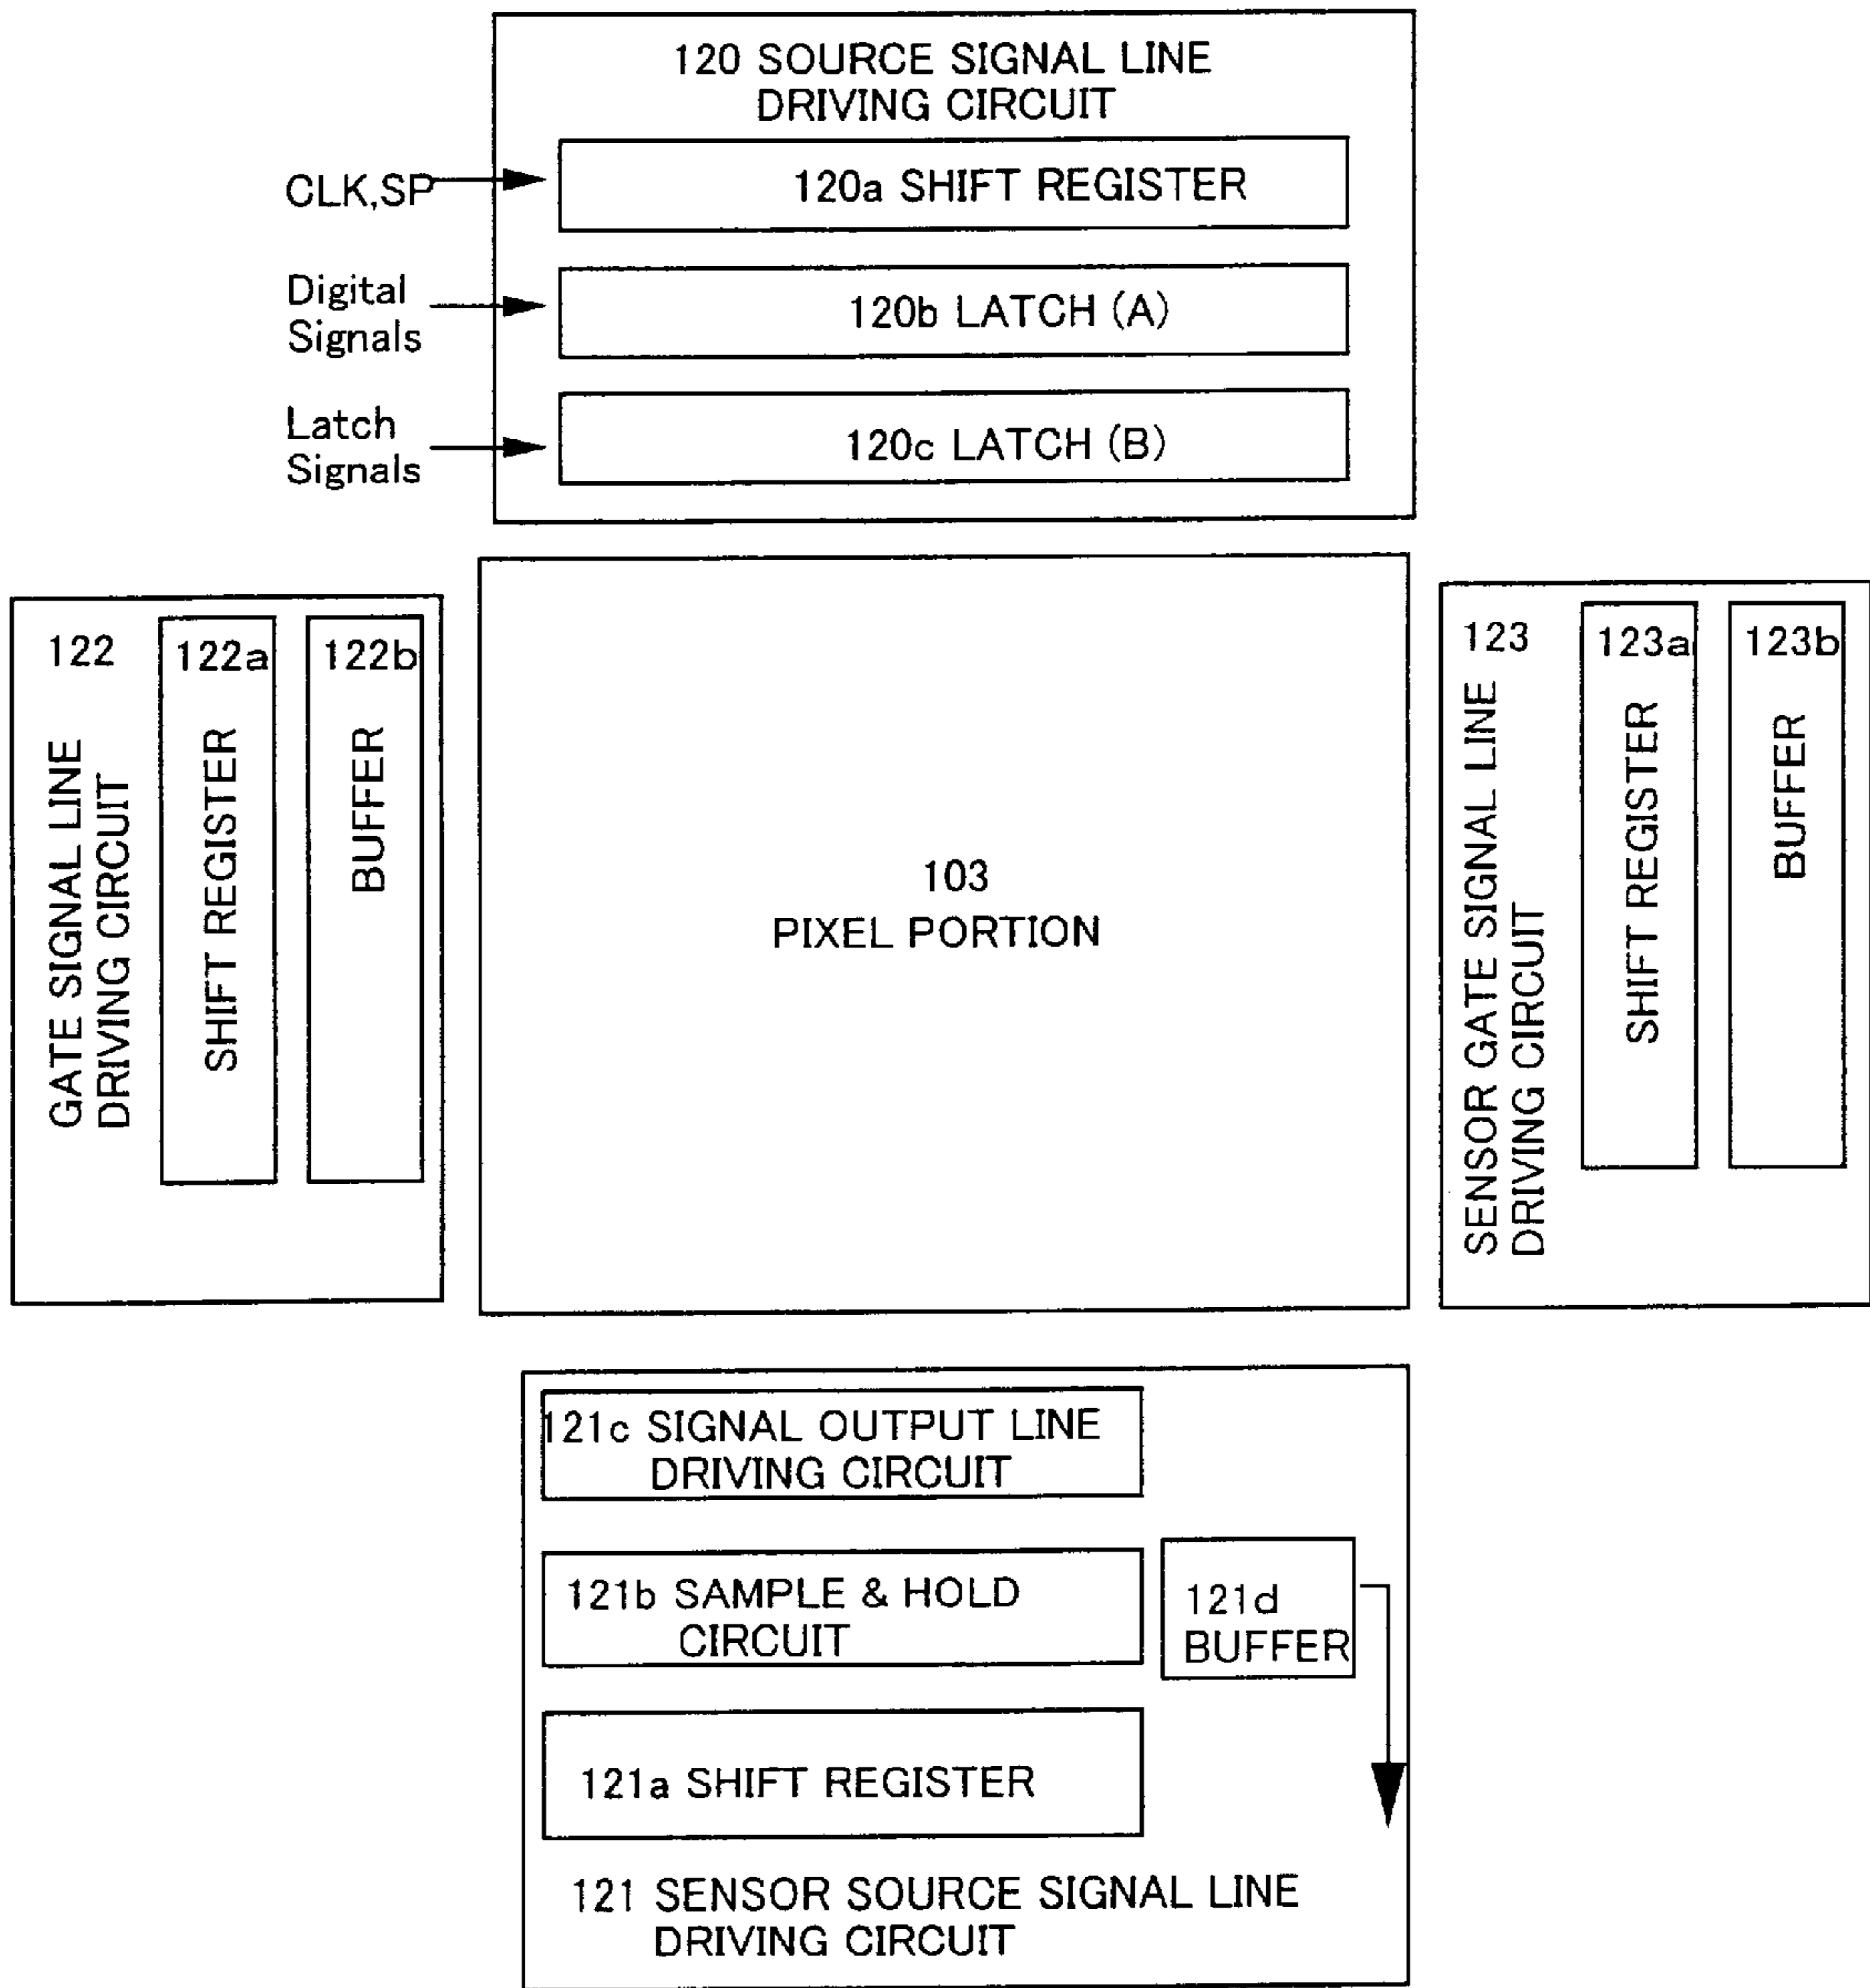 120 SOURCE SIGNAL LINE
DRIVING CIRCUIT
CLK,SP
120a SHIFT REGISTER
Digital
Signals
120b LATCH (A)
Latch
Signals
120c LATCH (B)
122
GATE SIGNAL LINE
DRIVING CIRCUIT
122a
SHIFT REGISTER
122b
BUFFER
103
PIXEL PORTION
123
SENSOR GATE SIGNAL LINE
DRIVING CIRCUIT
123a
SHIFT REGISTER
123b
BUFFER
121c SIGNAL OUTPUT LINE
DRIVING CIRCUIT
121b SAMPLE & HOLD
CIRCUIT
121d
BUFFER
121a SHIFT REGISTER
121 SENSOR SOURCE SIGNAL LINE
DRIVING CIRCUIT